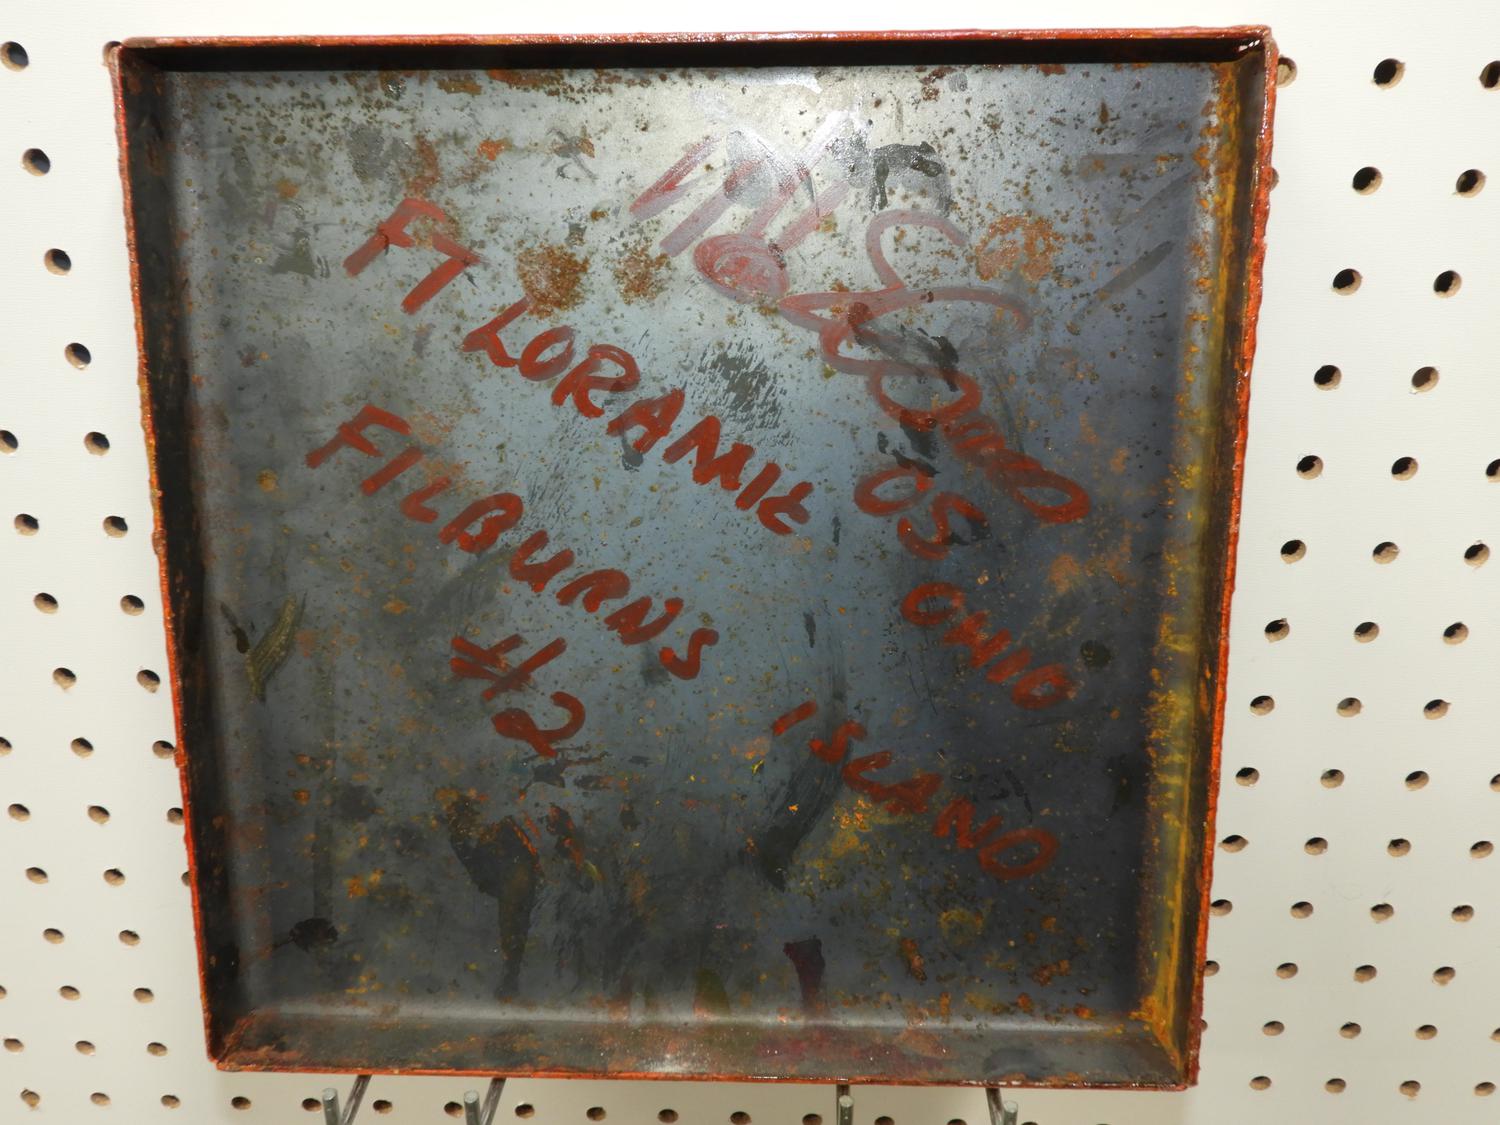 FT LORAMIE
OS OHIO
FILBURNS
ISLAND
#2